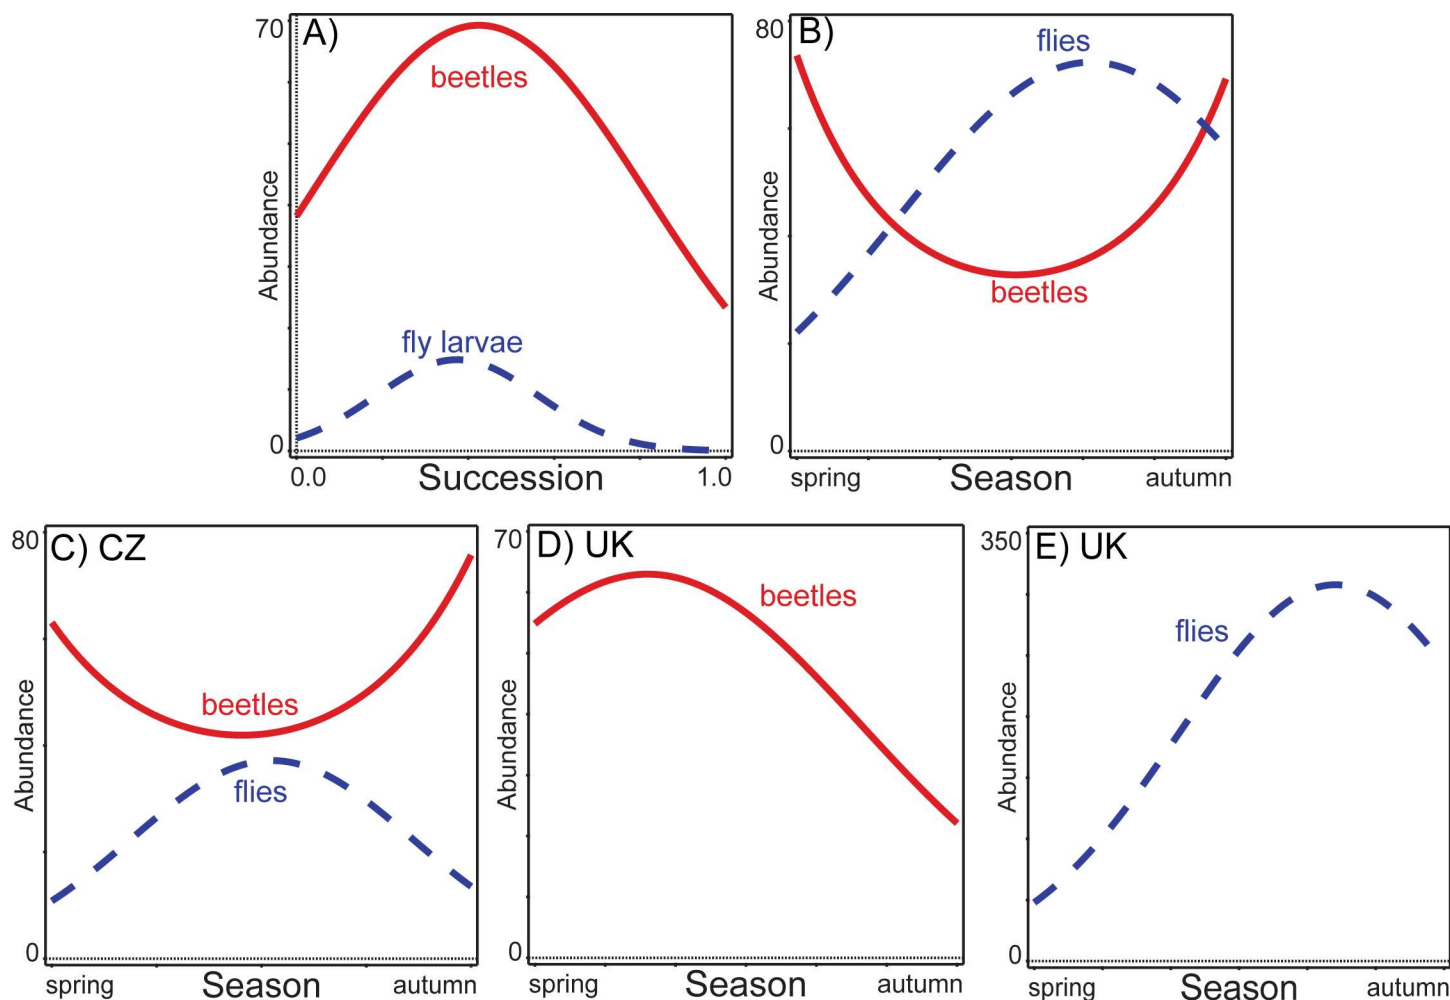 70
A)
beetles
Abundance
fly larvae
0
0.0
Succession
1.0
80
B)
flies
Abundance
beetles
0
spring
Season
autumn
80
C) CZ
beetles
Abundance
flies
0
spring
Season
autumn
70
D) UK
beetles
Abundance
0
spring
Season
autumn
350
E) UK
flies
Abundance
0
spring
Season
autumn